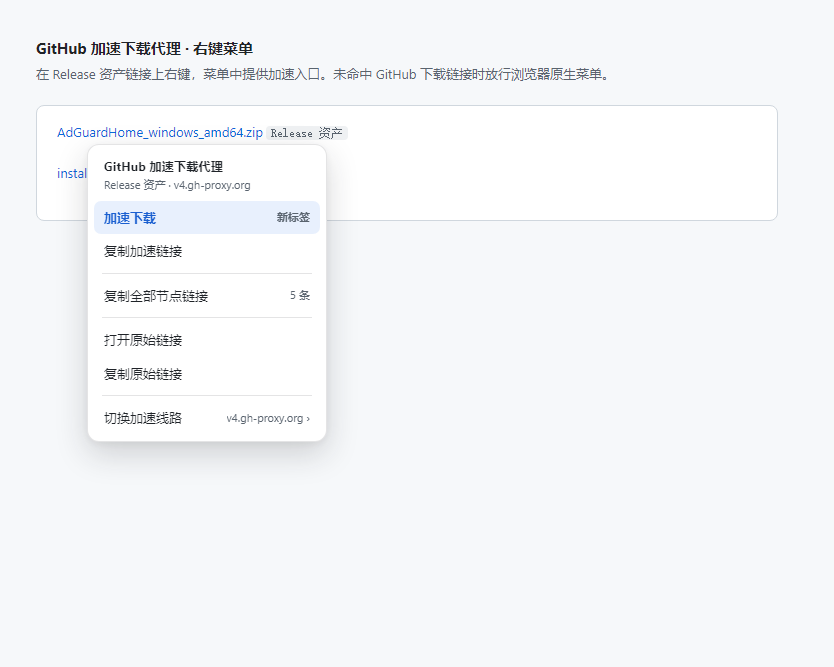 GitHub 加速下载代理 · 右键菜单
在 Release 资产链接上右键，菜单中提供加速入口。未命中 GitHub 下载链接时放行浏览器原生菜单。
AdGuardHome_windows_amd64.zip Release 资产
instal
GitHub 加速下载代理
Release 资产 · v4.gh-proxy.org
加速下载 新标签
复制加速链接
复制全部节点链接 5 条
打开原始链接
复制原始链接
切换加速线路 v4.gh-proxy.org ›